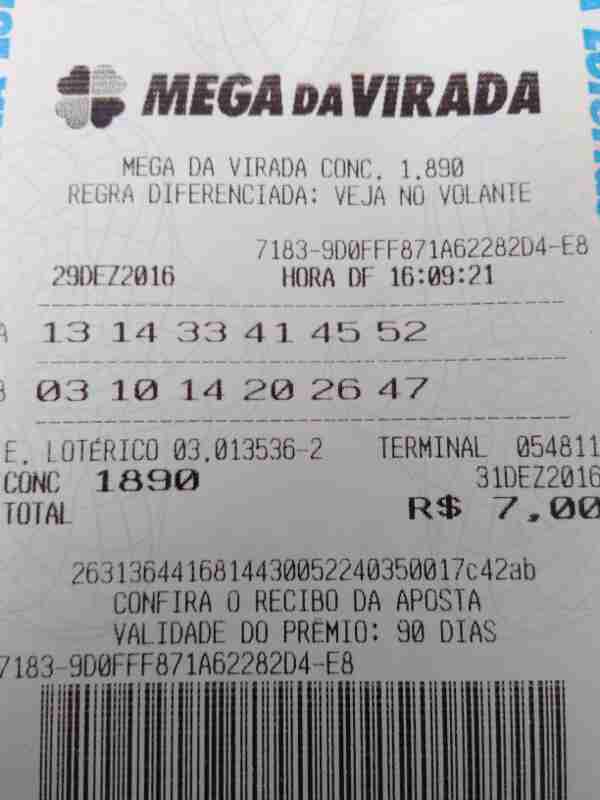 MEGA DA VIRADA
MEGA DA VIRADA CONC. 1.890
REGRA DIFERENCIADA: VEJA NO VOLANTE
7183-9D0FFF871A62282D4-E8
29DEZ2016 HORA DF 16:09:21
A 13 14 33 41 45 52
B 03 10 14 20 26 47
E. LOTÉRICO 03.013536-2 TERMINAL 054811
CONC 1890 31DEZ2016
TOTAL R$ 7,00
2631364416814430052240350017c42ab
CONFIRA O RECIBO DA APOSTA
VALIDADE DO PRÊMIO: 90 DIAS
7183-9D0FFF871A62282D4-E8